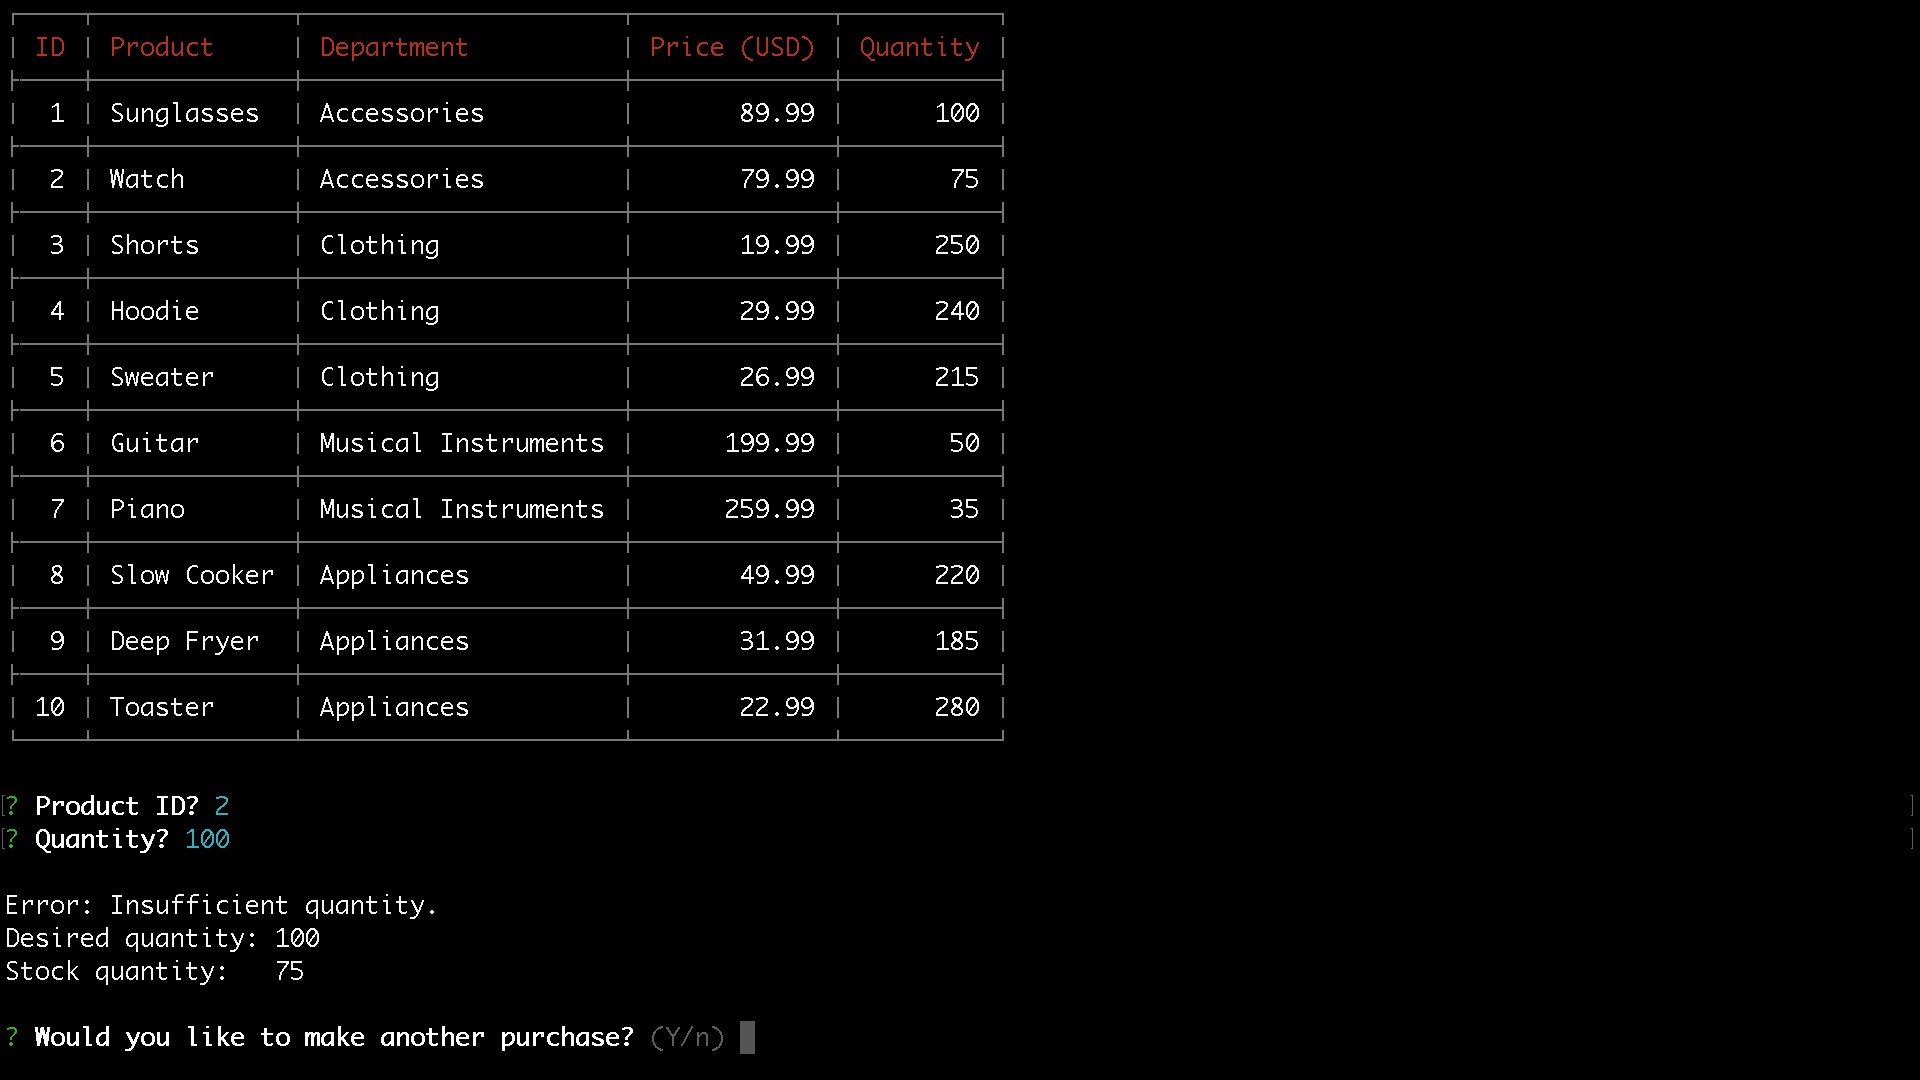 ID Product Department Price (USD) Quantity
1 Sunglasses Accessories 89.99 100
2 Watch Accessories 79.99 75
3 Shorts Clothing 19.99 250
4 Hoodie Clothing 29.99 240
5 Sweater Clothing 26.99 215
6 Guitar Musical Instruments 199.99 50
7 Piano Musical Instruments 259.99 35
8 Slow Cooker Appliances 49.99 220
9 Deep Fryer Appliances 31.99 185
10 Toaster Appliances 22.99 280
[? Product ID? 2 ]
[? Quantity? 100 ]
Error: Insufficient quantity.
Desired quantity: 100
Stock quantity: 75
? Would you like to make another purchase? (Y/n)